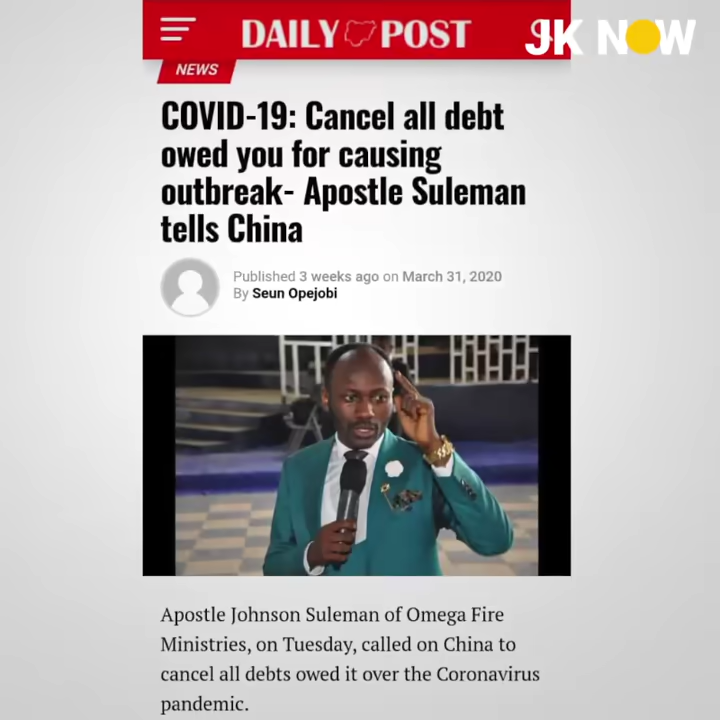 DAILY POST
JK NOW
NEWS
COVID-19: Cancel all debt
owed you for causing
outbreak- Apostle Suleman
tells China
Published 3 weeks ago on March 31, 2020
By Seun Opejobi
Apostle Johnson Suleman of Omega Fire
Ministries, on Tuesday, called on China to
cancel all debts owed it over the Coronavirus
pandemic.